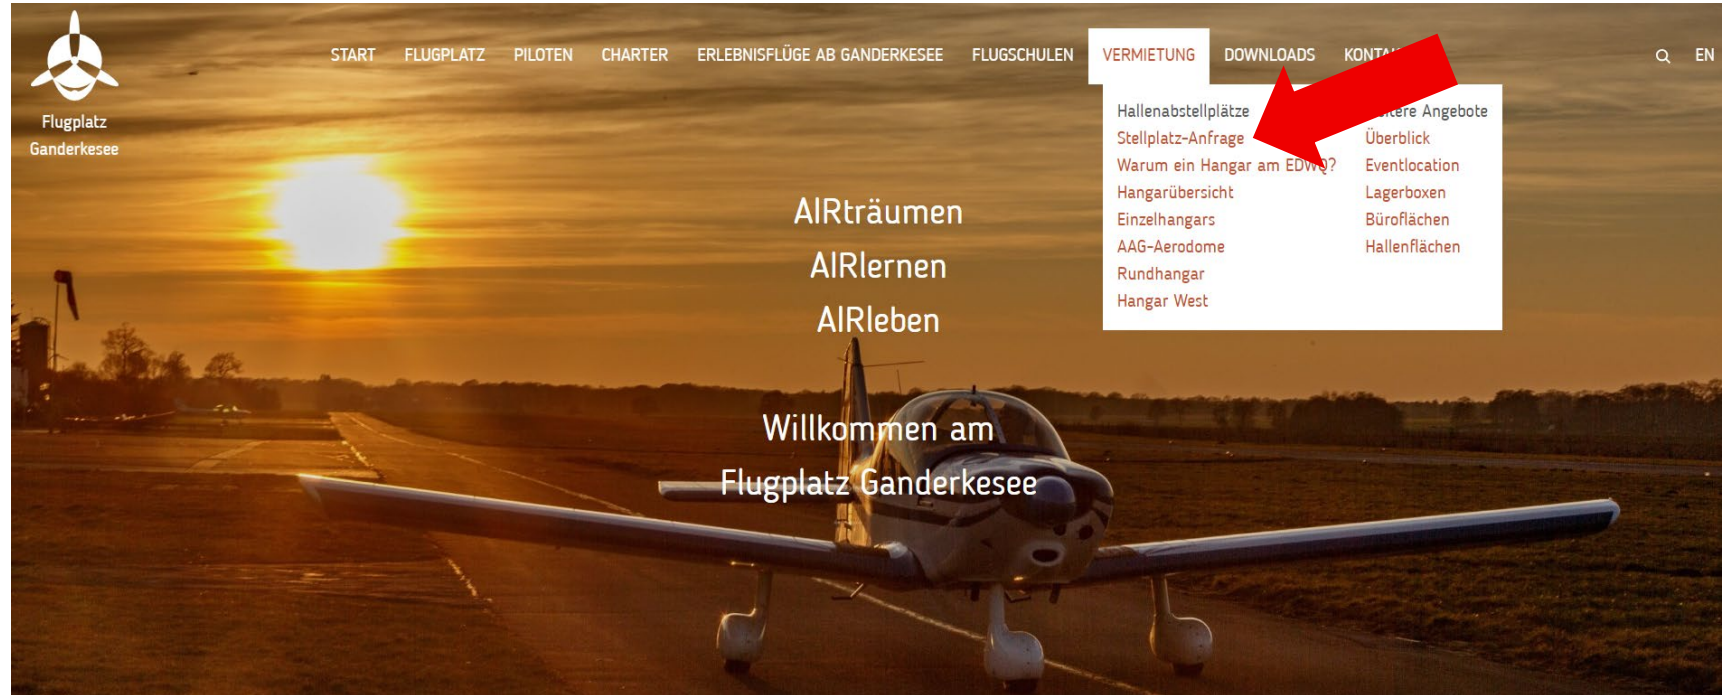 Flugplatz
Ganderkesee
START FLUGPLATZ PILOTEN CHARTER ERLEBNISFLÜGE AB GANDERKESEE FLUGSCHULEN VERMIETUNG DOWNLOADS
EN
Hallenabstellplätze
Stellplatz-Anfrage
Warum ein Hangar am EDWQ?
Hangarübersicht
Einzelhangars
AAG-Aerodome
Rundhangar
Hangar West
Angebote
Überblick
Eventlocation
Lagerboxen
Büroflächen
Hallenflächen
AIRträumen
AIRlernen
AIRleben
Willkommen am
Flugplatz Ganderkesee